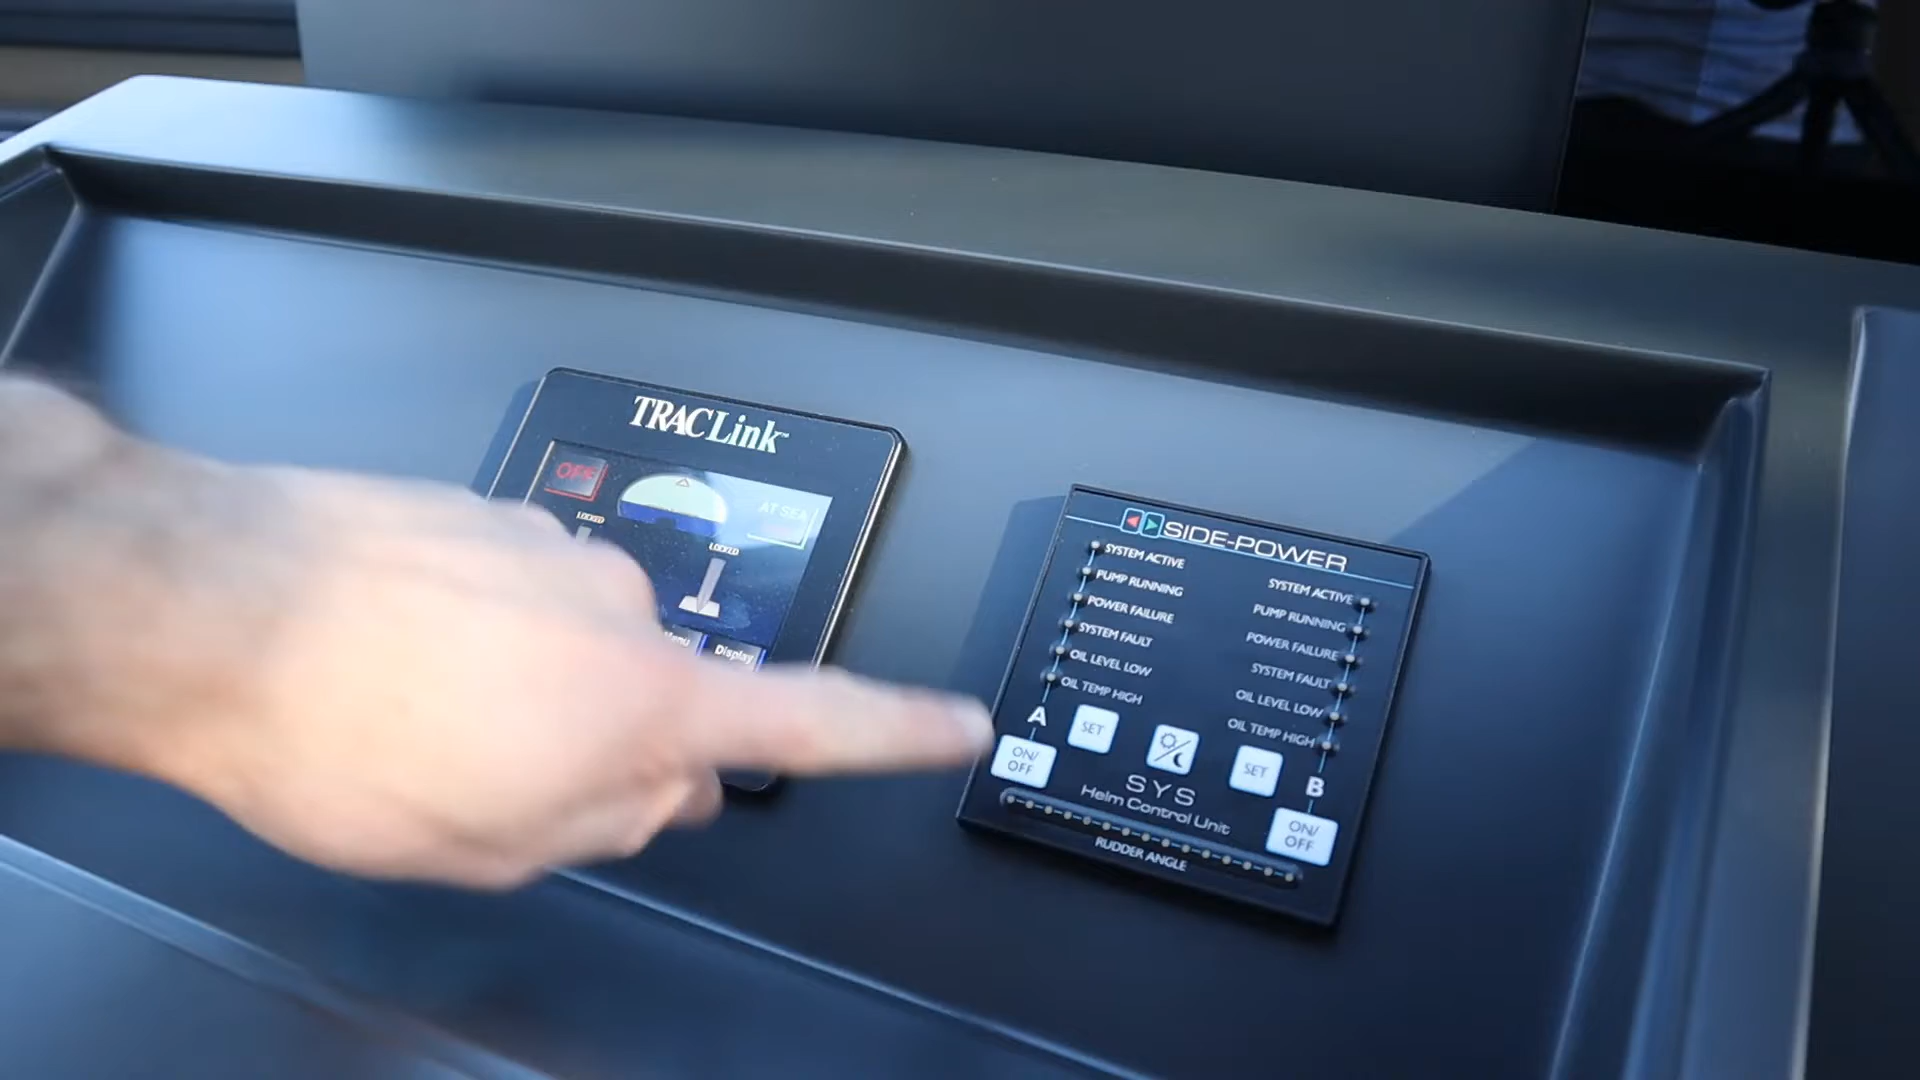 TRACLink™
OFF
AT SEA
LOCKED
LOCKED
Menu
Display
SIDE-POWER
SYSTEM ACTIVE
PUMP RUNNING
POWER FAILURE
SYSTEM FAULT
OIL LEVEL LOW
OIL TEMP HIGH
SYSTEM ACTIVE
PUMP RUNNING
POWER FAILURE
SYSTEM FAULT
OIL LEVEL LOW
OIL TEMP HIGH
A
SET
ON/
OFF
SET
B
ON/
OFF
SYS
Helm Control Unit
RUDDER ANGLE